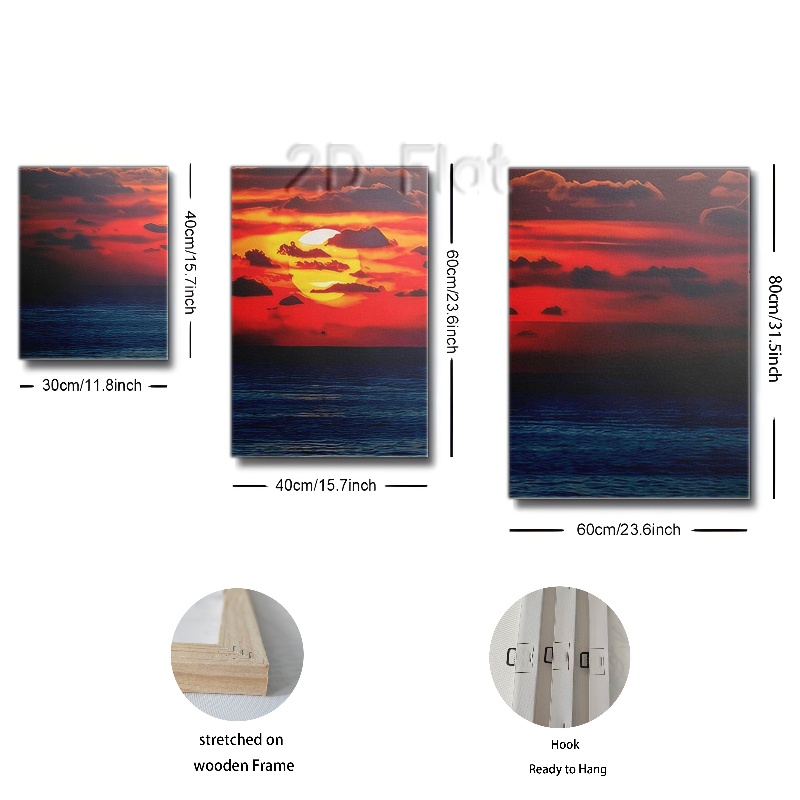 2D Flat
40cm/15.7inch
30cm/11.8inch
60cm/23.6inch
40cm/15.7inch
80cm/31.5inch
60cm/23.6inch
stretched on
wooden Frame
Hook
Ready to Hang